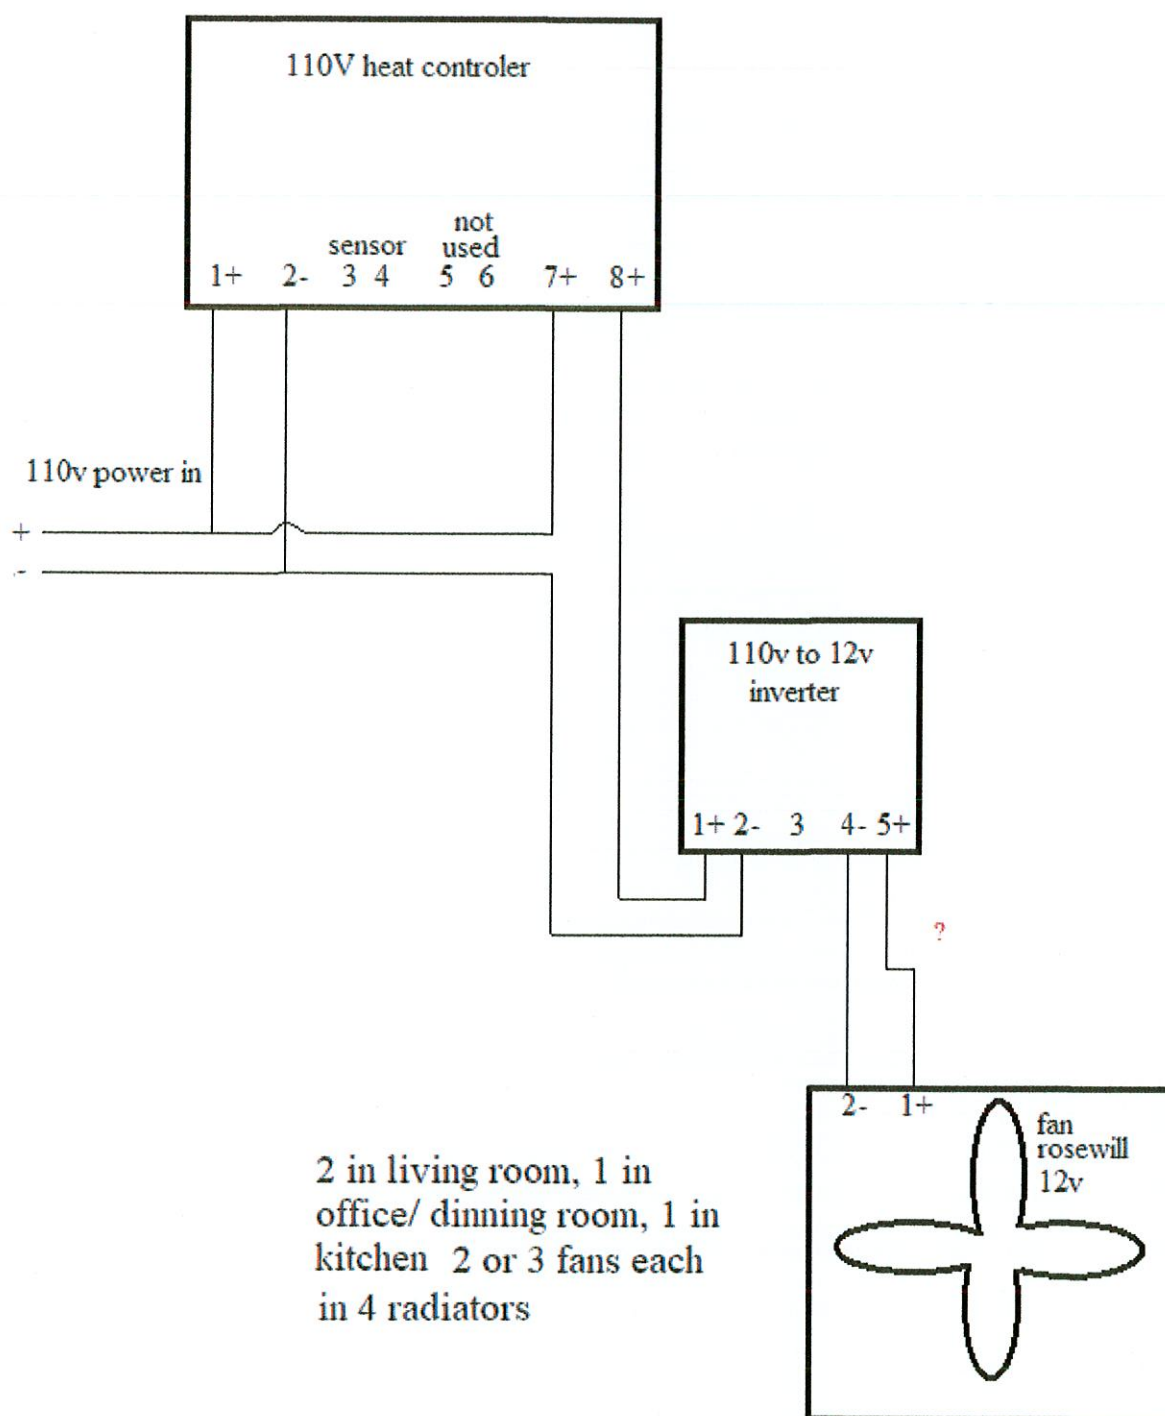 110V heat controler
not
sensor used
1+ 2- 3 4 5 6 7+ 8+
110v power in
+
-
110v to 12v
inverter
1+ 2- 3 4- 5+
?
2- 1+
fan
rosewill
12v
2 in living room, 1 in
office/ dinning room, 1 in
kitchen 2 or 3 fans each
in 4 radiators